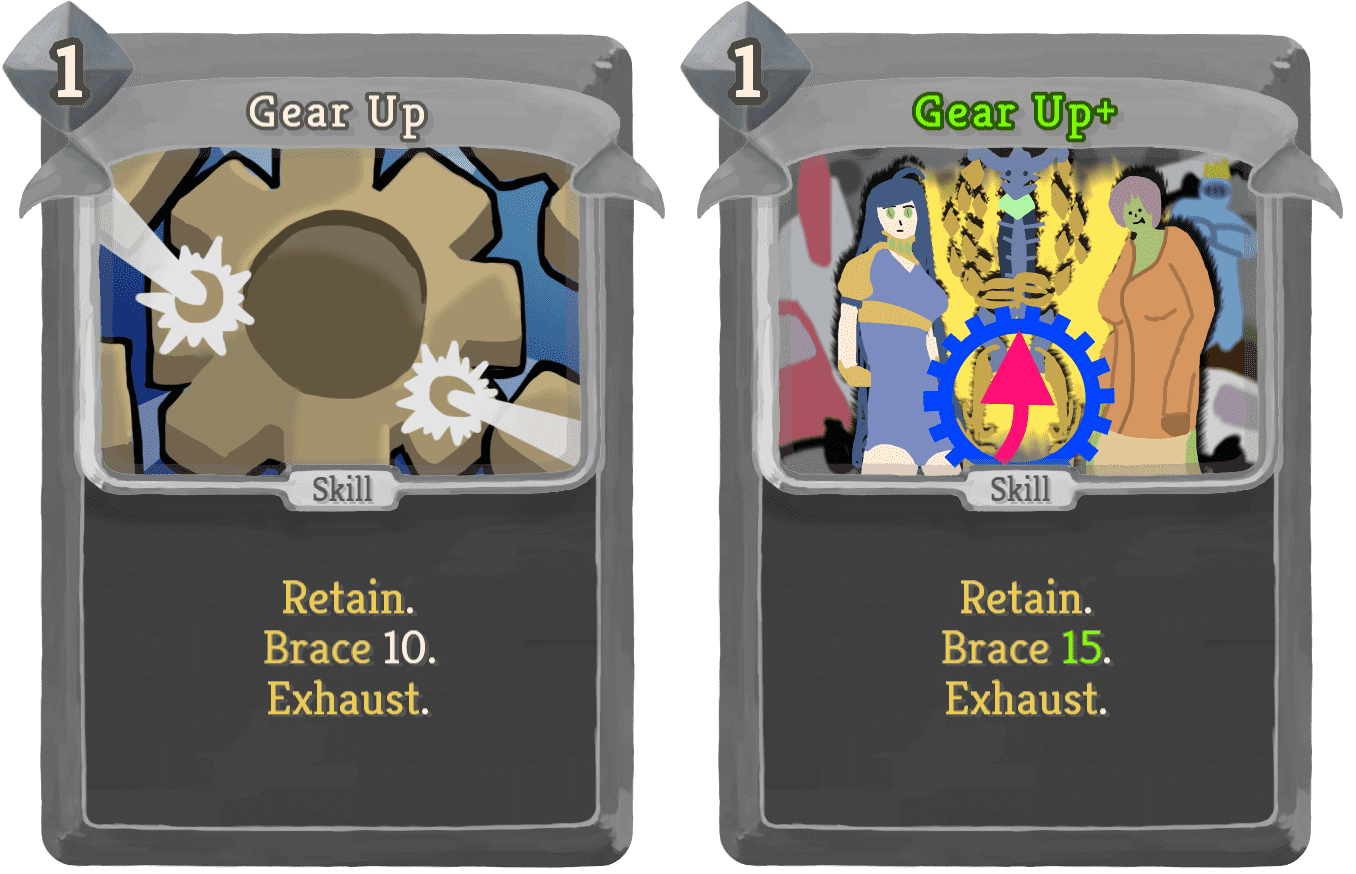 1
Gear Up
Skill
Retain.
Brace 10.
Exhaust.
1
Gear Up+
Skill
Retain.
Brace 15.
Exhaust.